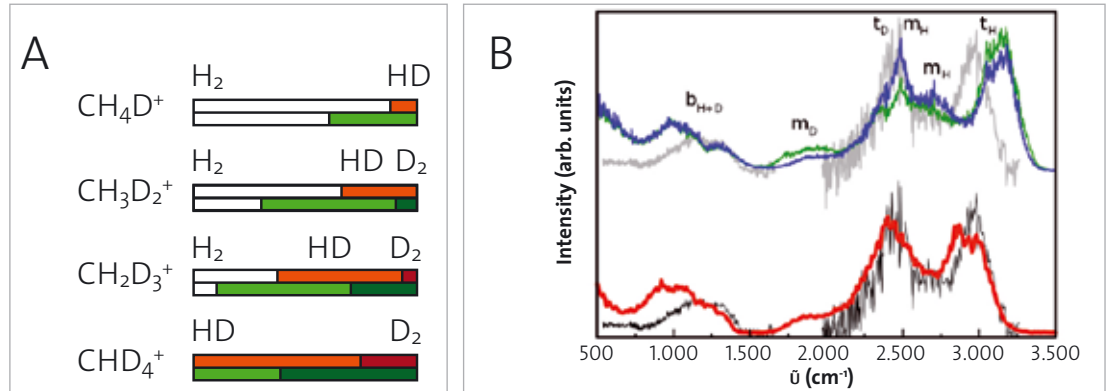 A
H₂ HD
CH₄D⁺
H₂ HD D₂
CH₃D₂⁺
H₂ HD D₂
CH₂D₃⁺
HD D₂
CHD₄⁺
B
Intensity (arb. units)
t_D m_H t_H
m_H
b_H+D
m_D
500 1.000 1.500 2.000 2.500 3.000 3.500
ũ (cm⁻¹)